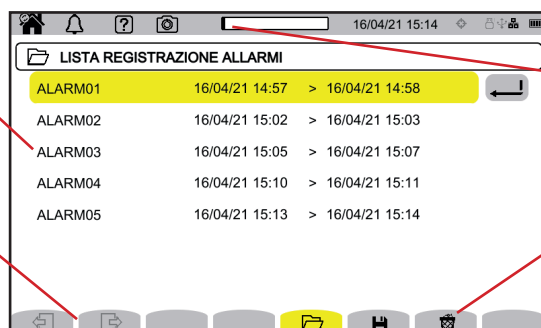 16/04/21 15:14
LISTA REGISTRAZIONE ALLARMI
ALARM01 16/04/21 14:57 > 16/04/21 14:58
ALARM02 16/04/21 15:02 > 16/04/21 15:03
ALARM03 16/04/21 15:05 > 16/04/21 15:07
ALARM04 16/04/21 15:10 > 16/04/21 15:11
ALARM05 16/04/21 15:13 > 16/04/21 15:14